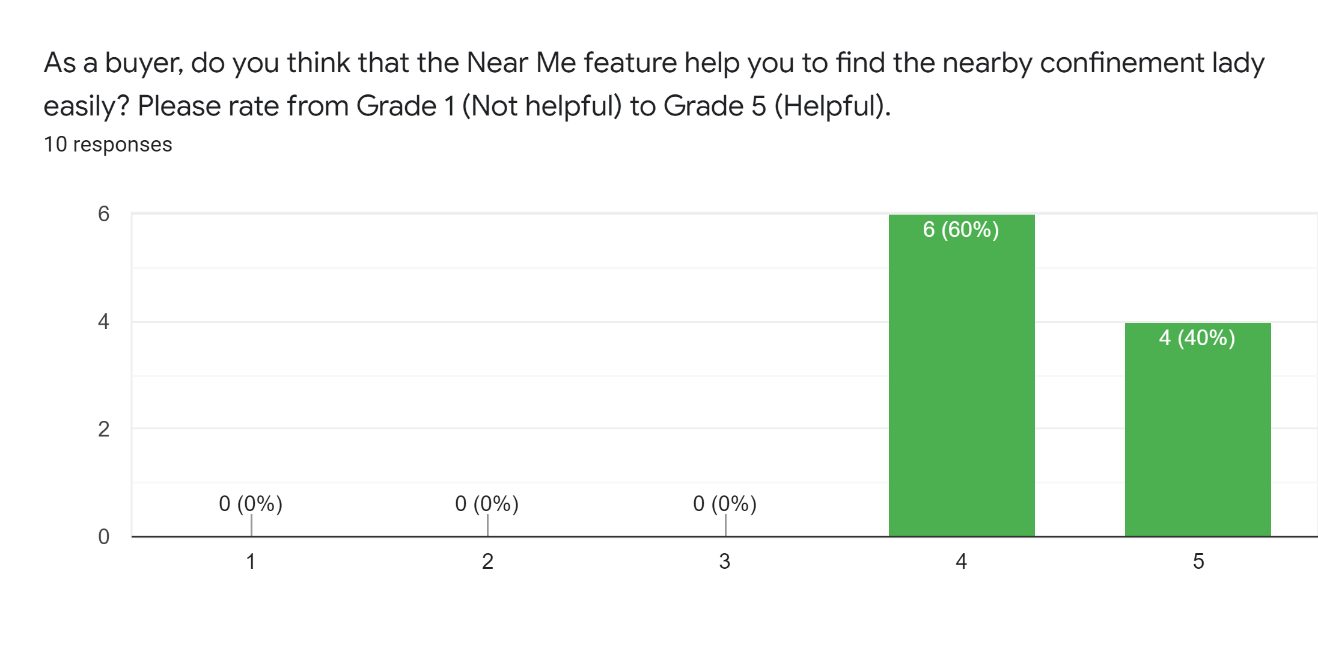 As a buyer, do you think that the Near Me feature help you to find the nearby confinement lady
easily? Please rate from Grade 1 (Not helpful) to Grade 5 (Helpful).
10 responses
6
6 (60%)
4
4 (40%)
2
0 (0%) 0 (0%) 0 (0%)
0
1 2 3 4 5